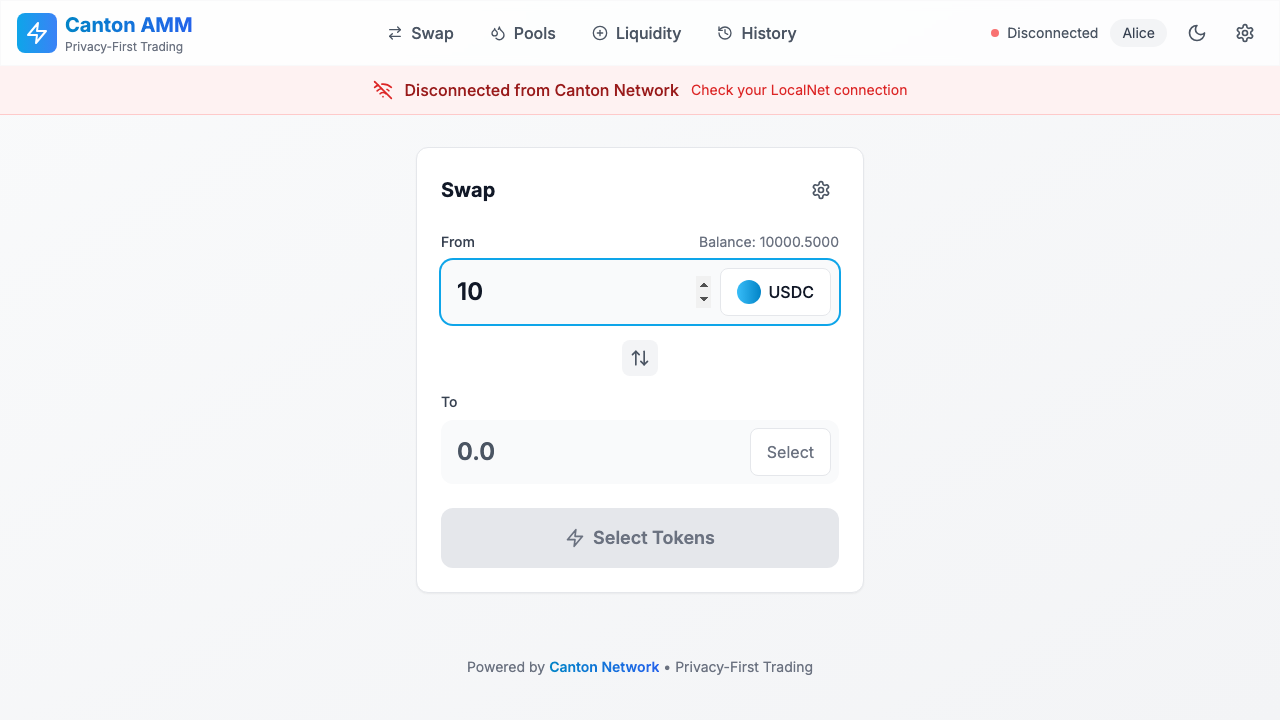 Canton AMM
Privacy-First Trading
Swap
Pools
Liquidity
History
Disconnected
Alice
Disconnected from Canton Network Check your LocalNet connection
Swap
From
Balance: 10000.5000
10
USDC
To
0.0
Select
Select Tokens
Powered by Canton Network • Privacy-First Trading